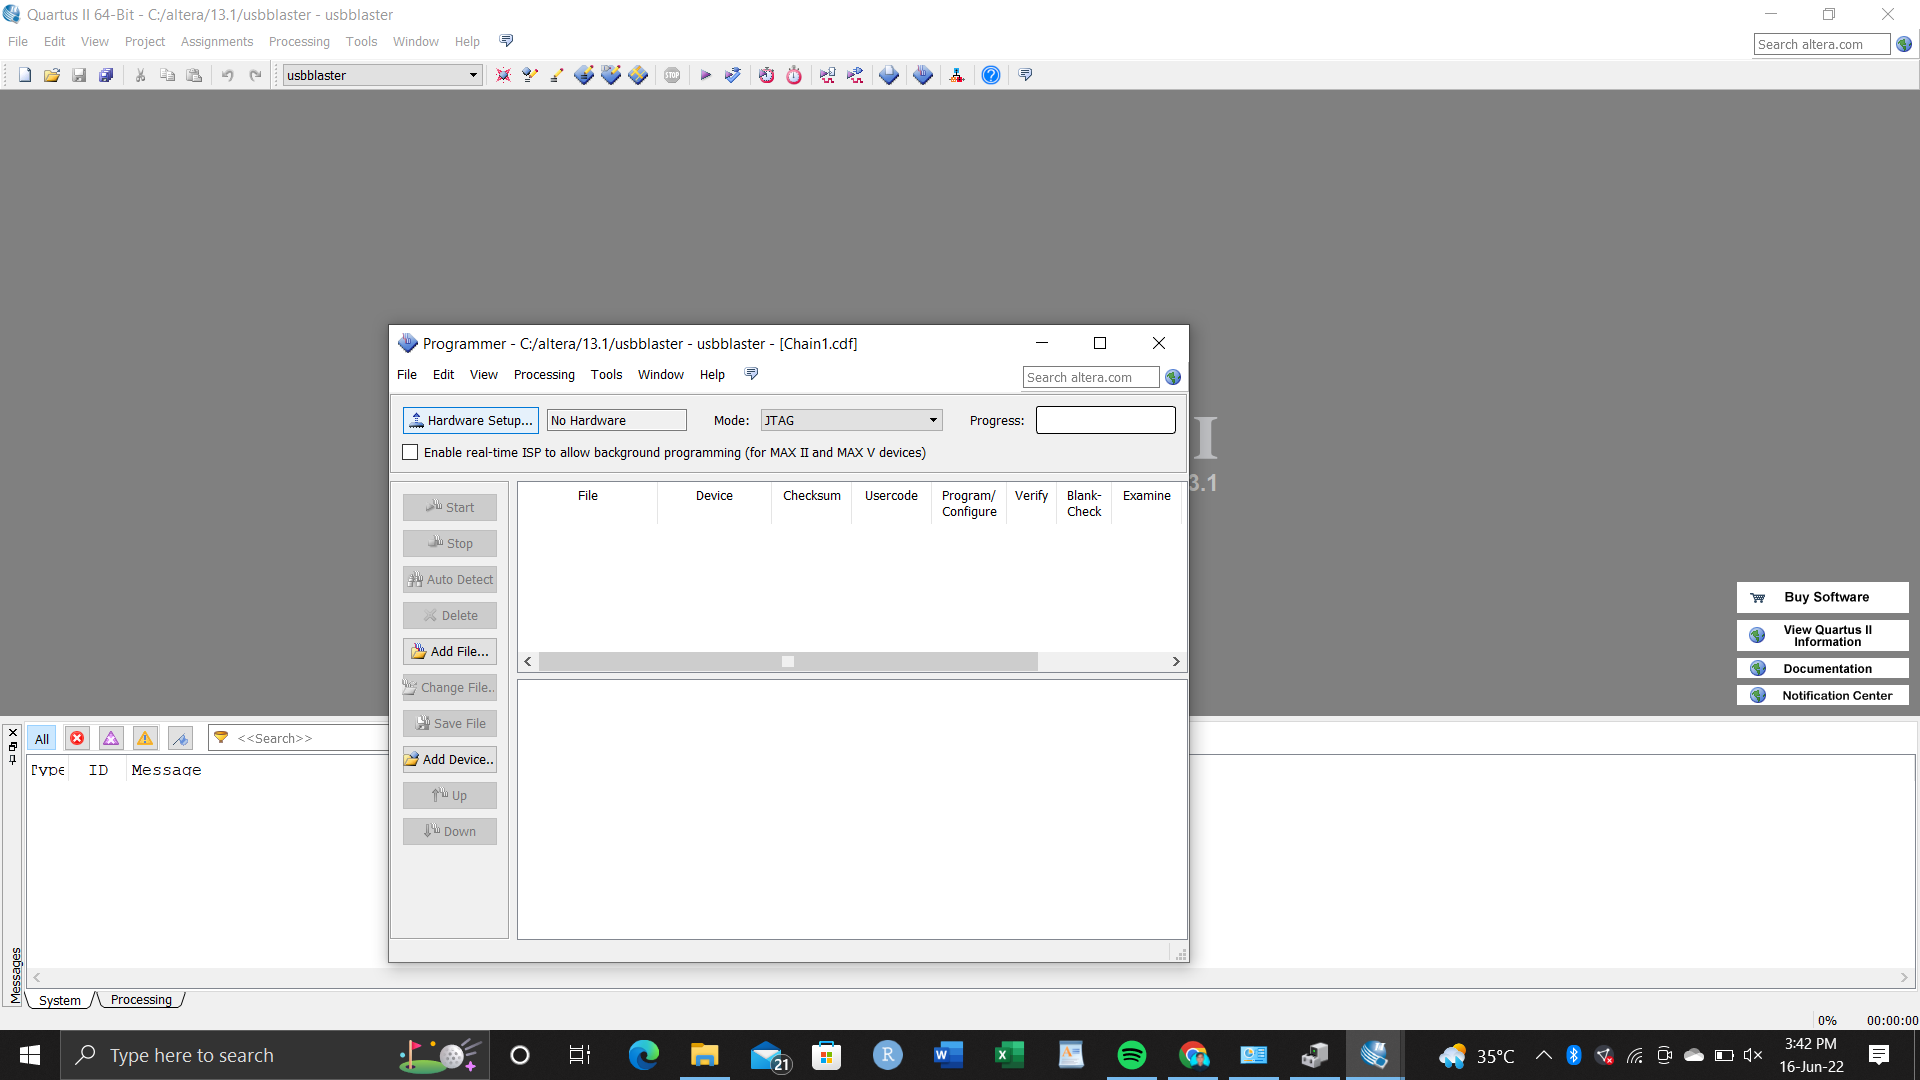 Quartus II 64-Bit - C:/altera/13.1/usbblaster - usbblaster
File Edit View Project Assignments Processing Tools Window Help
Search altera.com
usbblaster
STOP
Programmer - C:/altera/13.1/usbblaster - usbblaster - [Chain1.cdf]
File Edit View Processing Tools Window Help
Search altera.com
Hardware Setup... No Hardware Mode: JTAG Progress:
Enable real-time ISP to allow background programming (for MAX II and MAX V devices)
I
3.1
File Device Checksum Usercode Program/ Configure Verify Blank- Check Examine
Start
Stop
Auto Detect
Delete
Add File...
Change File..
Save File
Add Device..
Up
Down
Buy Software
View Quartus II
Information
Documentation
Notification Center
All <<Search>>
Type ID Message
Messages
System Processing
0% 00:00:00
Type here to search
21
R
35°C
3:42 PM
16-Jun-22